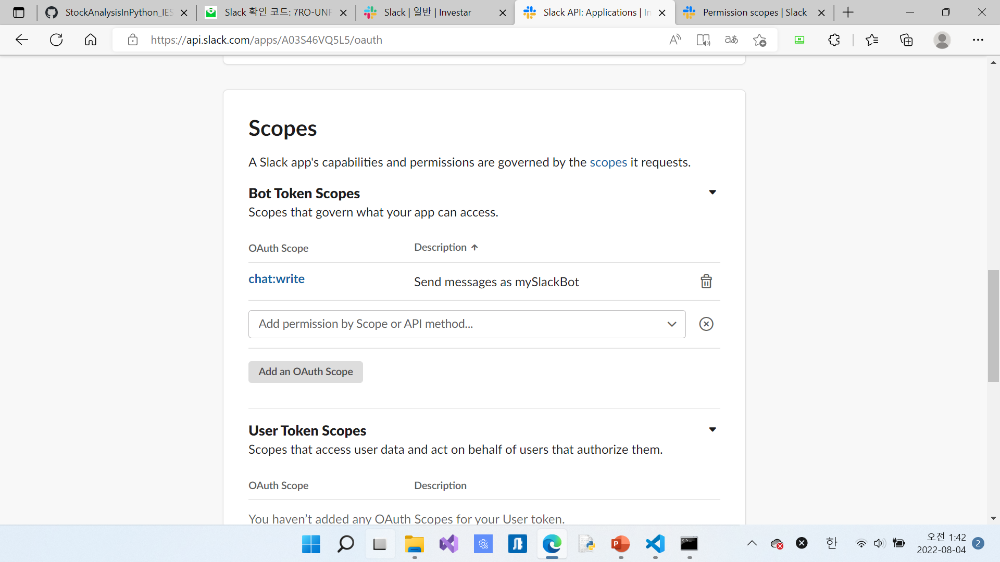 StockAnalysisInPython_IES
Slack 확인 코드: 7RO-UNF
Slack | 일반 | Investar
Slack API: Applications | In
Permission scopes | Slack
https://api.slack.com/apps/A03S46VQ5L5/oauth
Scopes
A Slack app's capabilities and permissions are governed by the scopes it requests.
Bot Token Scopes
Scopes that govern what your app can access.
OAuth Scope Description
chat:write Send messages as mySlackBot
Add permission by Scope or API method...
Add an OAuth Scope
User Token Scopes
Scopes that access user data and act on behalf of users that authorize them.
OAuth Scope Description
You haven’t added any OAuth Scopes for your User token.
한
오전 1:42
2022-08-04
2